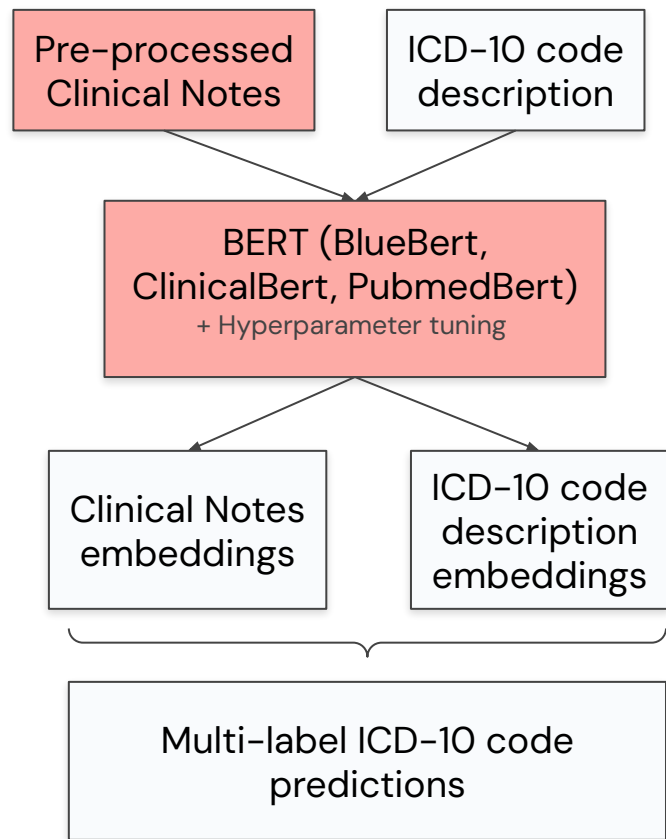 Pre-processed
Clinical Notes
ICD-10 code
description
BERT (BlueBert,
ClinicalBert, PubmedBert)
+ Hyperparameter tuning
Clinical Notes
embeddings
ICD-10 code
description
embeddings
Multi-label ICD-10 code
predictions